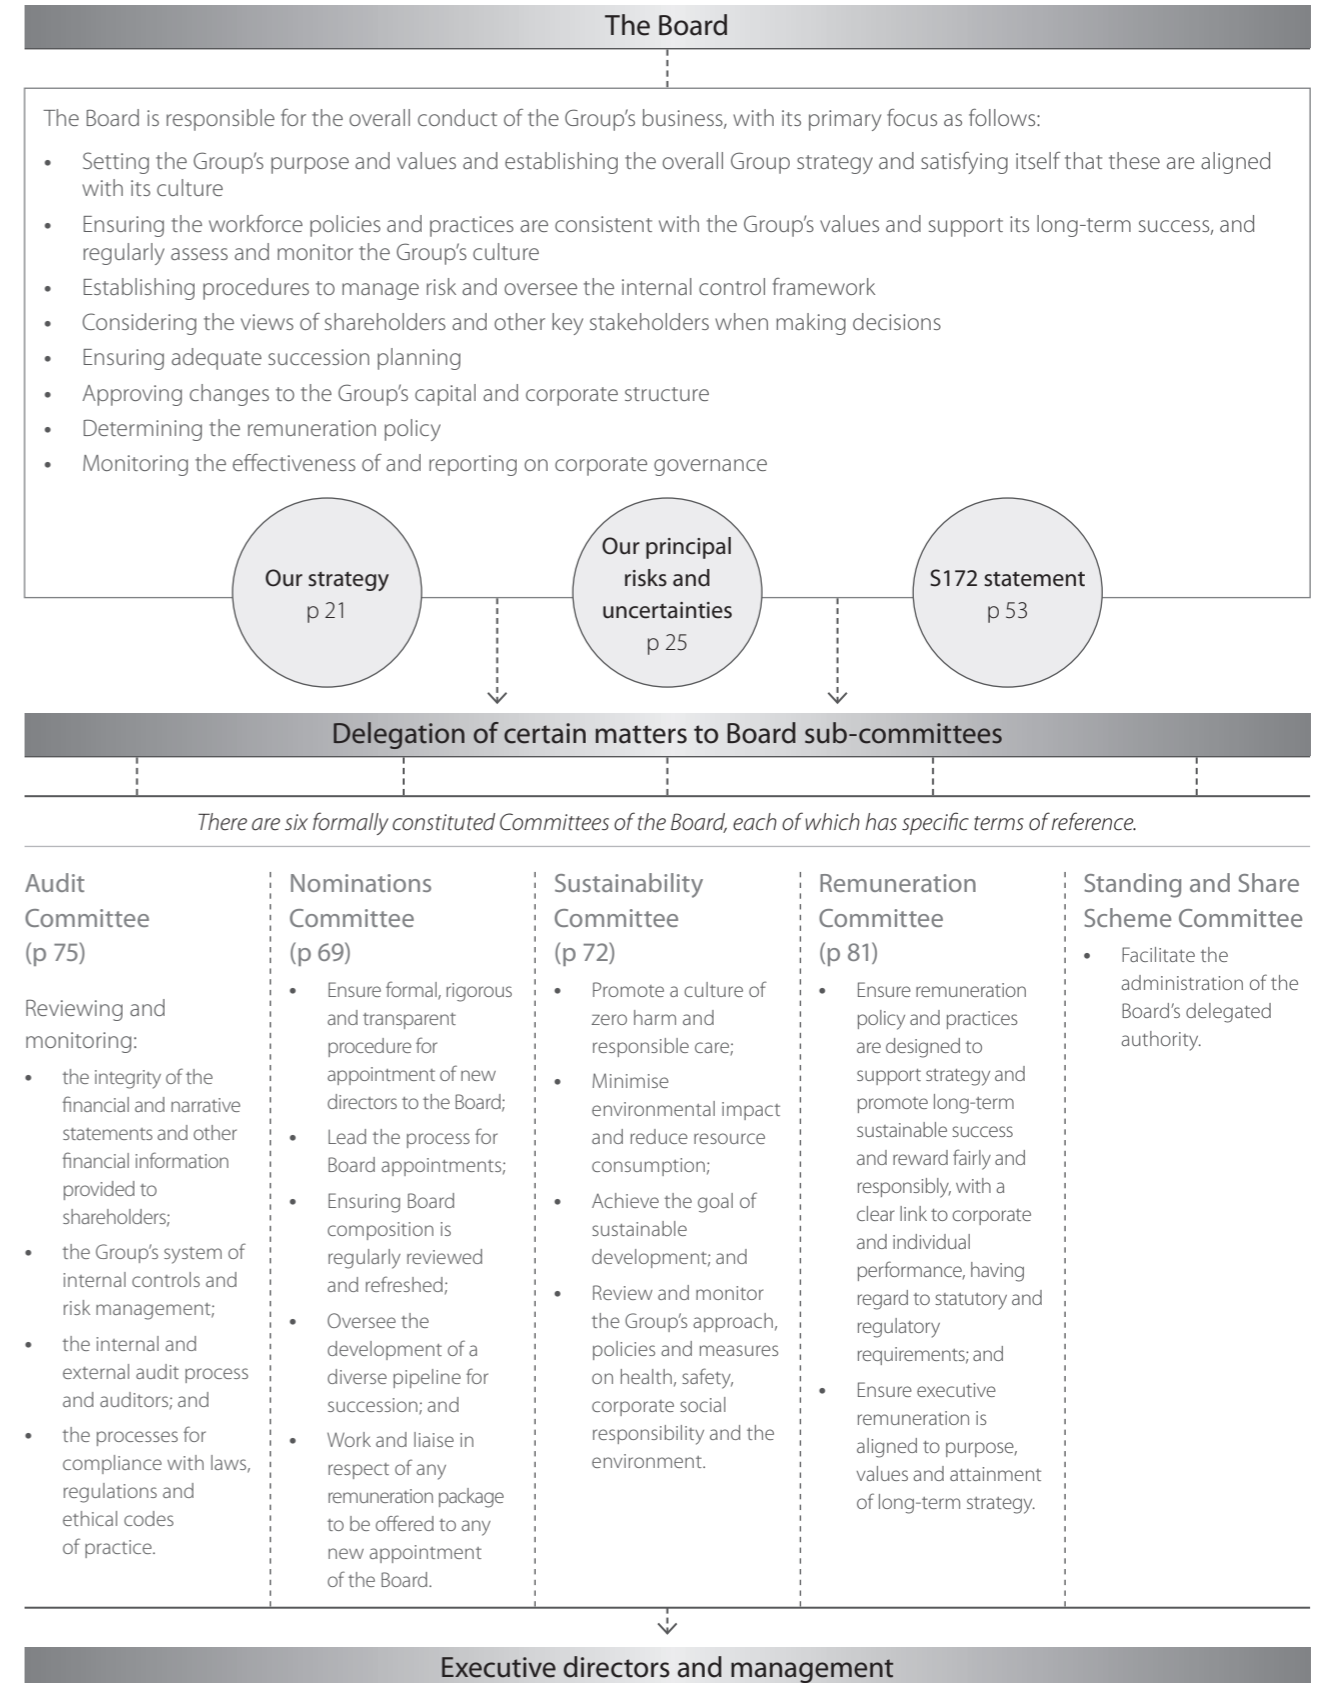 The Board
The Board is responsible for the overall conduct of the Group's business, with its primary focus as follows:
• Setting the Group's purpose and values and establishing the overall Group strategy and satisfying itself that these are aligned
with its culture
• Ensuring the workforce policies and practices are consistent with the Group's values and support its long-term success, and
regularly assess and monitor the Group's culture
• Establishing procedures to manage risk and oversee the internal control framework
• Considering the views of shareholders and other key stakeholders when making decisions
• Ensuring adequate succession planning
• Approving changes to the Group's capital and corporate structure
• Determining the remuneration policy
• Monitoring the effectiveness of and reporting on corporate governance
Our strategy
p 21
Our principal
risks and
uncertainties
p 25
S172 statement
p 53
Delegation of certain matters to Board sub-committees
There are six formally constituted Committees of the Board, each of which has specific terms of reference.
Audit
Committee
(p 75)
Reviewing and
monitoring:
• the integrity of the
financial and narrative
statements and other
financial information
provided to
shareholders;
• the Group's system of
internal controls and
risk management;
• the internal and
external audit process
and auditors; and
• the processes for
compliance with laws,
regulations and
ethical codes
of practice.
Nominations
Committee
(p 69)
• Ensure formal, rigorous
and transparent
procedure for
appointment of new
directors to the Board;
• Lead the process for
Board appointments;
• Ensuring Board
composition is
regularly reviewed
and refreshed;
• Oversee the
development of a
diverse pipeline for
succession; and
• Work and liaise in
respect of any
remuneration package
to be offered to any
new appointment
of the Board.
Sustainability
Committee
(p 72)
• Promote a culture of
zero harm and
responsible care;
• Minimise
environmental impact
and reduce resource
consumption;
• Achieve the goal of
sustainable
development; and
• Review and monitor
the Group's approach,
policies and measures
on health, safety,
corporate social
responsibility and the
environment.
Remuneration
Committee
(p 81)
• Ensure remuneration
policy and practices
are designed to
support strategy and
promote long-term
sustainable success
and reward fairly and
responsibly, with a
clear link to corporate
and individual
performance, having
regard to statutory and
regulatory
requirements; and
• Ensure executive
remuneration is
aligned to purpose,
values and attainment
of long-term strategy.
Standing and Share
Scheme Committee
• Facilitate the
administration of the
Board's delegated
authority.
Executive directors and management